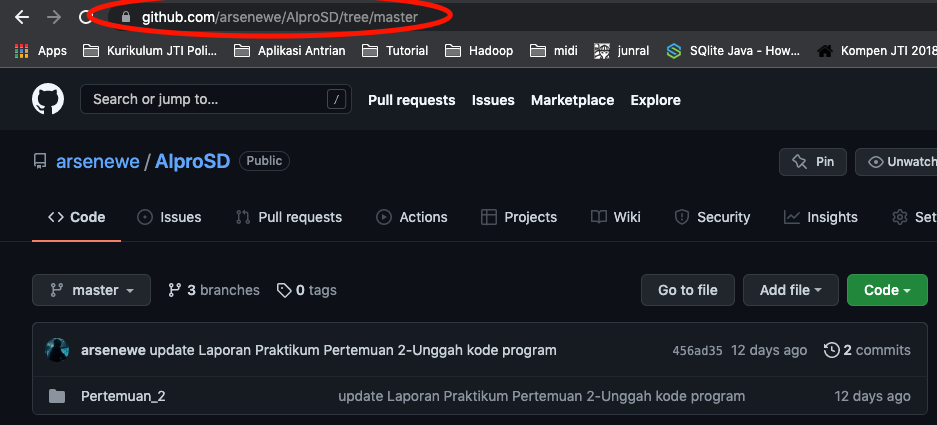 github.com/arsenewe/AlproSD/tree/master
Apps Kurikulum JTI Poli... Aplikasi Antrian Tutorial Hadoop midi junral SQlite Java - How... Kompen JTI 2018
Search or jump to... / Pull requests Issues Marketplace Explore
arsenewe / AlproSD Public Pin Unwatch
Code Issues Pull requests Actions Projects Wiki Security Insights Set
master 3 branches 0 tags Go to file Add file Code
arsenewe update Laporan Praktikum Pertemuan 2-Unggah kode program 456ad35 12 days ago 2 commits
Pertemuan_2 update Laporan Praktikum Pertemuan 2-Unggah kode program 12 days ago